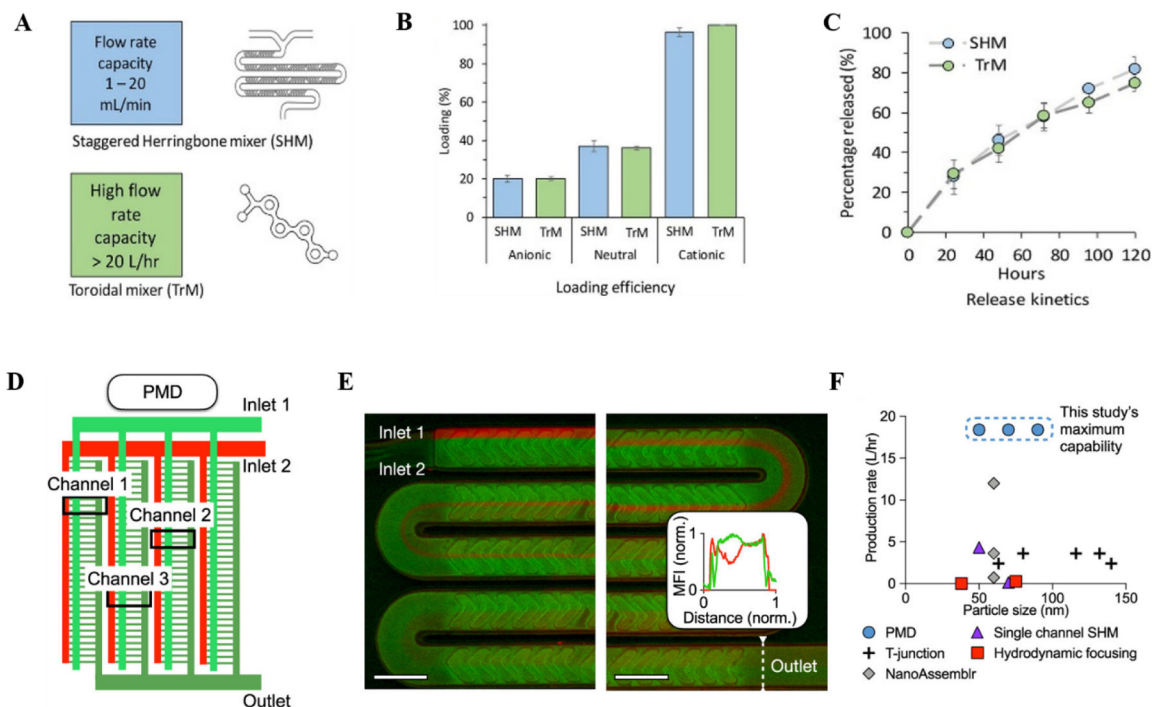 A
Flow rate
capacity
1 – 20
mL/min
Staggered Herringbone mixer (SHM)
High flow
rate
capacity
> 20 L/hr
Toroidal mixer (TrM)
B
Loading (%)
100
80
60
40
20
0
SHM TrM SHM TrM SHM TrM
Anionic Neutral Cationic
Loading efficiency
C
Percentage released (%)
100
80
60
40
20
0
SHM
TrM
0 20 40 60 80 100 120
Hours
Release kinetics
D
PMD
Inlet 1
Inlet 2
Channel 1
Channel 2
Channel 3
Outlet
E
Inlet 1
Inlet 2
MFI (norm.)
1
0
0 1
Distance (norm.)
Outlet
F
Production rate (L/hr)
20
15
10
5
0
This study's
maximum
capability
0 50 100 150
Particle size (nm)
PMD
Single channel SHM
T-junction
Hydrodynamic focusing
NanoAssemblr